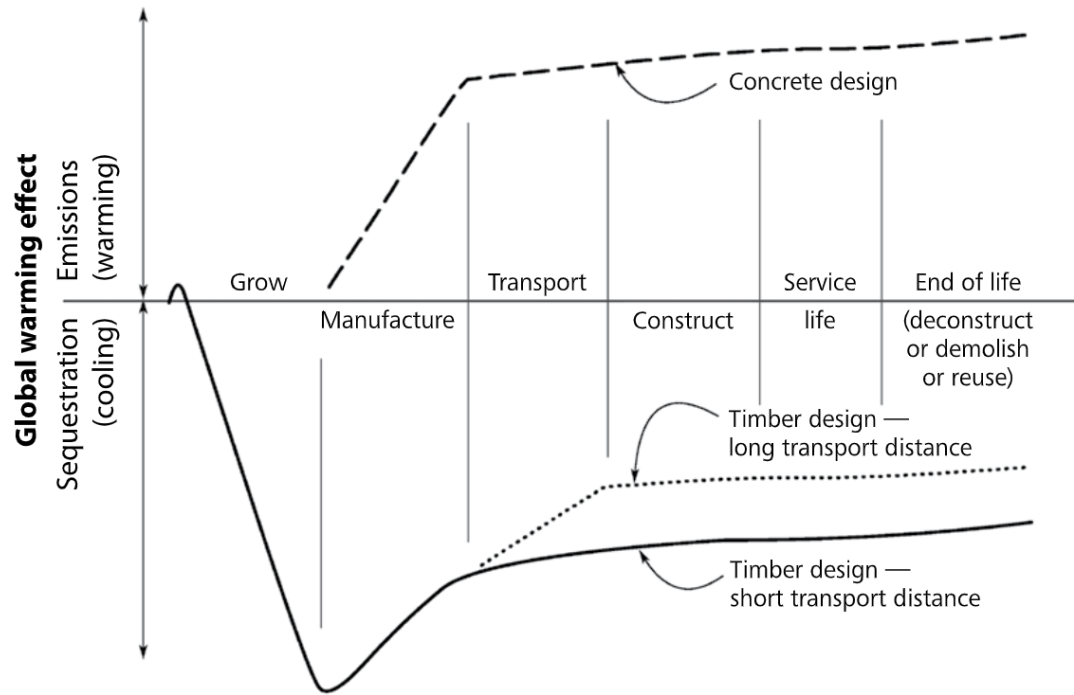 Global warming effect
Emissions
(warming)
Sequestration
(cooling)
Concrete design
Grow
Manufacture
Transport
Construct
Service
life
End of life
(deconstruct
or demolish
or reuse)
Timber design —
long transport distance
Timber design —
short transport distance